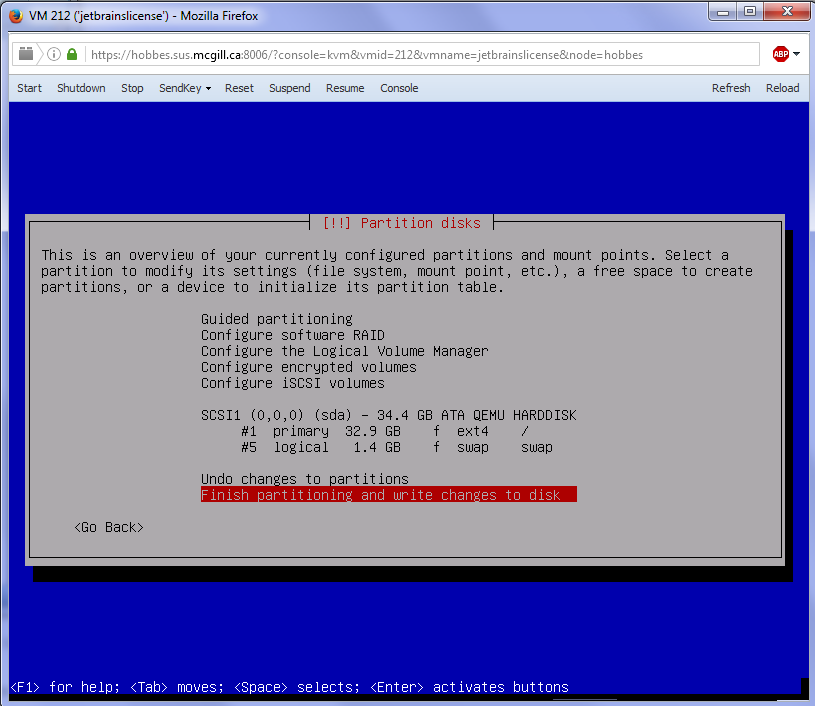 VM 212 ('jetbrainslicense') - Mozilla Firefox
https://hobbes.sus.mcgill.ca:8006/?console=kvm&vmid=212&vmname=jetbrainslicense&node=hobbes
ABP
Start Shutdown Stop SendKey Reset Suspend Resume Console Refresh Reload
[!!] Partition disks
This is an overview of your currently configured partitions and mount points. Select a
partition to modify its settings (file system, mount point, etc.), a free space to create
partitions, or a device to initialize its partition table.
Guided partitioning
Configure software RAID
Configure the Logical Volume Manager
Configure encrypted volumes
Configure iSCSI volumes
SCSI1 (0,0,0) (sda) - 34.4 GB ATA QEMU HARDDISK
#1 primary 32.9 GB f ext4 /
#5 logical 1.4 GB f swap swap
Undo changes to partitions
Finish partitioning and write changes to disk
<Go Back>
<F1> for help; <Tab> moves; <Space> selects; <Enter> activates buttons